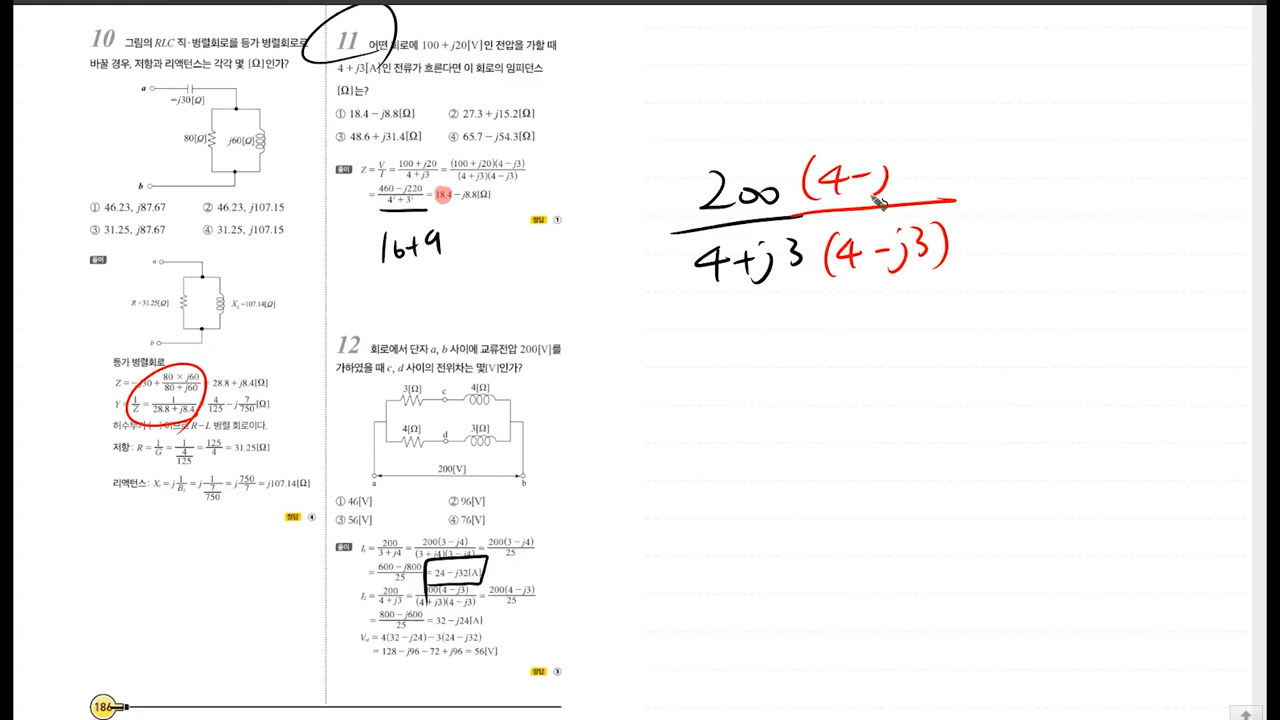 10 그림의 RLC 직·병렬회로를 등가 병렬회로로
바꿀 경우, 저항과 리액턴스는 각각 몇 [Ω]인가?
a
-j30[Ω]
80[Ω] j60[Ω]
b
① 46.23, j87.67 ② 46.23, j107.15
③ 31.25, j87.67 ④ 31.25, j107.15
풀이
a
R=31.25[Ω] X_L=107.14[Ω]
b
등가 병렬회로
Z = -j30 + 80 × j60 / 80 + j60 = 28.8 + j8.4[Ω]
Y = 1/Z = 1 / 28.8 + j8.4 = 4/125 - j 7/750 [Ω]
이므로 R-L 병렬 회로이다.
저항 : R = 1/G = 1 / (4/125) = 125/4 = 31.25[Ω]
리액턴스 : = j 1 / (7/750) = j 750/7 = j107.14[Ω]
정답 ④
186
11 어떤 회로에 100 + j20[V]인 전압을 가할 때
4 + j3[A]인 전류가 흐른다면 이 회로의 임피던스
[Ω]는?
① 18.4 - j8.8[Ω] ② 27.3 + j15.2[Ω]
③ 48.6 + j31.4[Ω] ④ 65.7 - j54.3[Ω]
풀이 Z = V/I = 100 + j20 / 4 + j3 = (100 + j20)(4 - j3) / (4 + j3)(4 - j3)
= 460 - j220 / 4² + 3² = 18.4 - j8.8[Ω]
정답 ①
16+9
12 회로에서 단자 a, b 사이에 교류전압 200[V]를
가하였을 때 c, d 사이의 전위차는 몇[V]인가?
3[Ω] c 4[Ω]
4[Ω] d 3[Ω]
200[V]
a b
① 46[V] ② 96[V]
③ 56[V] ④ 76[V]
풀이 I₁ = 200 / 3 + j4 = 200(3 - j4) / (3 + j4)(3 - j4) = 200(3 - j4) / 25
= 600 - j800 / 25 = 24 - j32[A]
I₂ = 200 / 4 + j3 = 200(4 - j3) / (4 + j3)(4 - j3) = 200(4 - j3) / 25
= 800 - j600 / 25 = 32 - j24[A]
= 4(32 - j24) - 3(24 - j32)
= 128 - j96 - 72 + j96 = 56[V]
정답 ③
200 (4-)
4+j3 (4-j3)